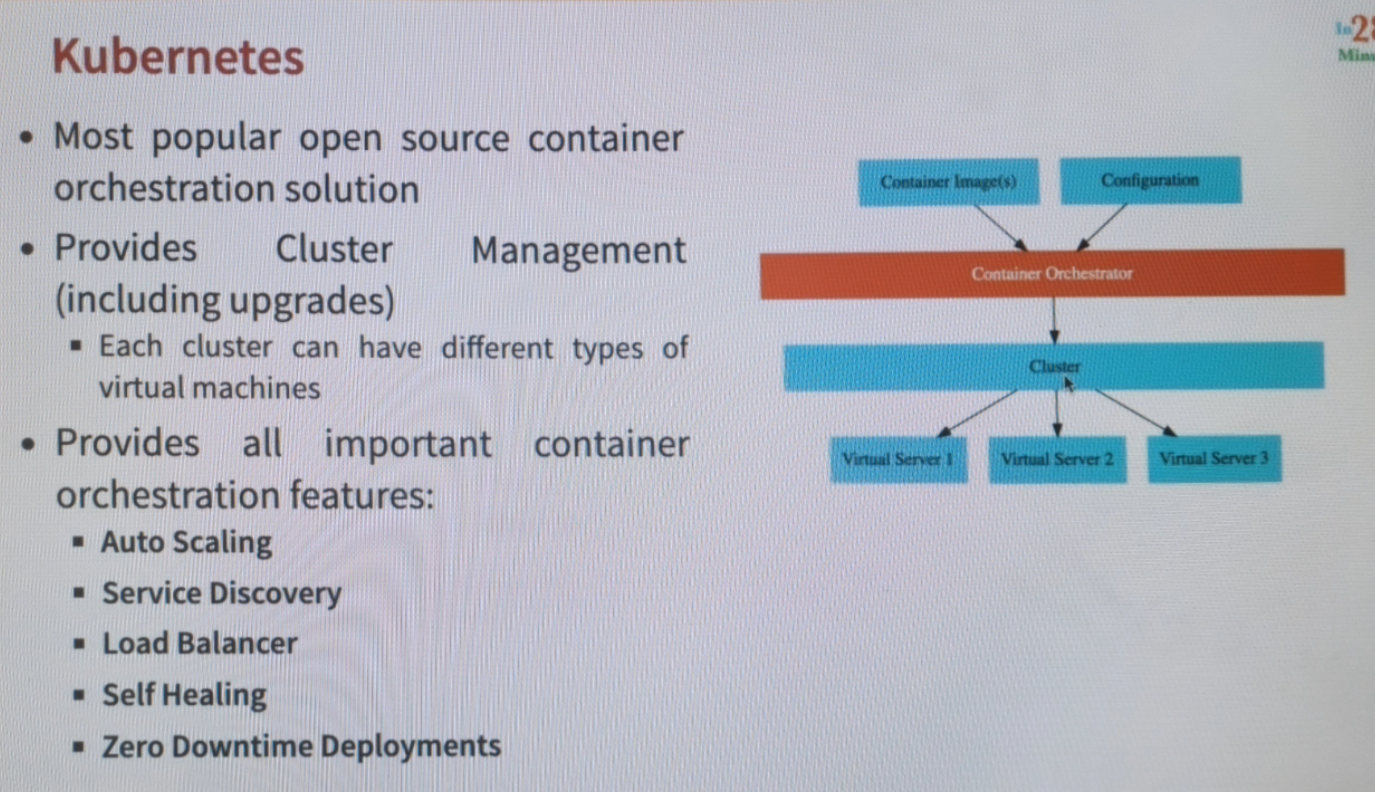 Kubernetes
• Most popular open source container
orchestration solution
• Provides Cluster Management
(including upgrades)
▪ Each cluster can have different types of
virtual machines
• Provides all important container
orchestration features:
▪ Auto Scaling
▪ Service Discovery
▪ Load Balancer
▪ Self Healing
▪ Zero Downtime Deployments
In28
Container Image(s)
Configuration
Container Orchestrator
Cluster
Virtual Server 1
Virtual Server 2
Virtual Server 3